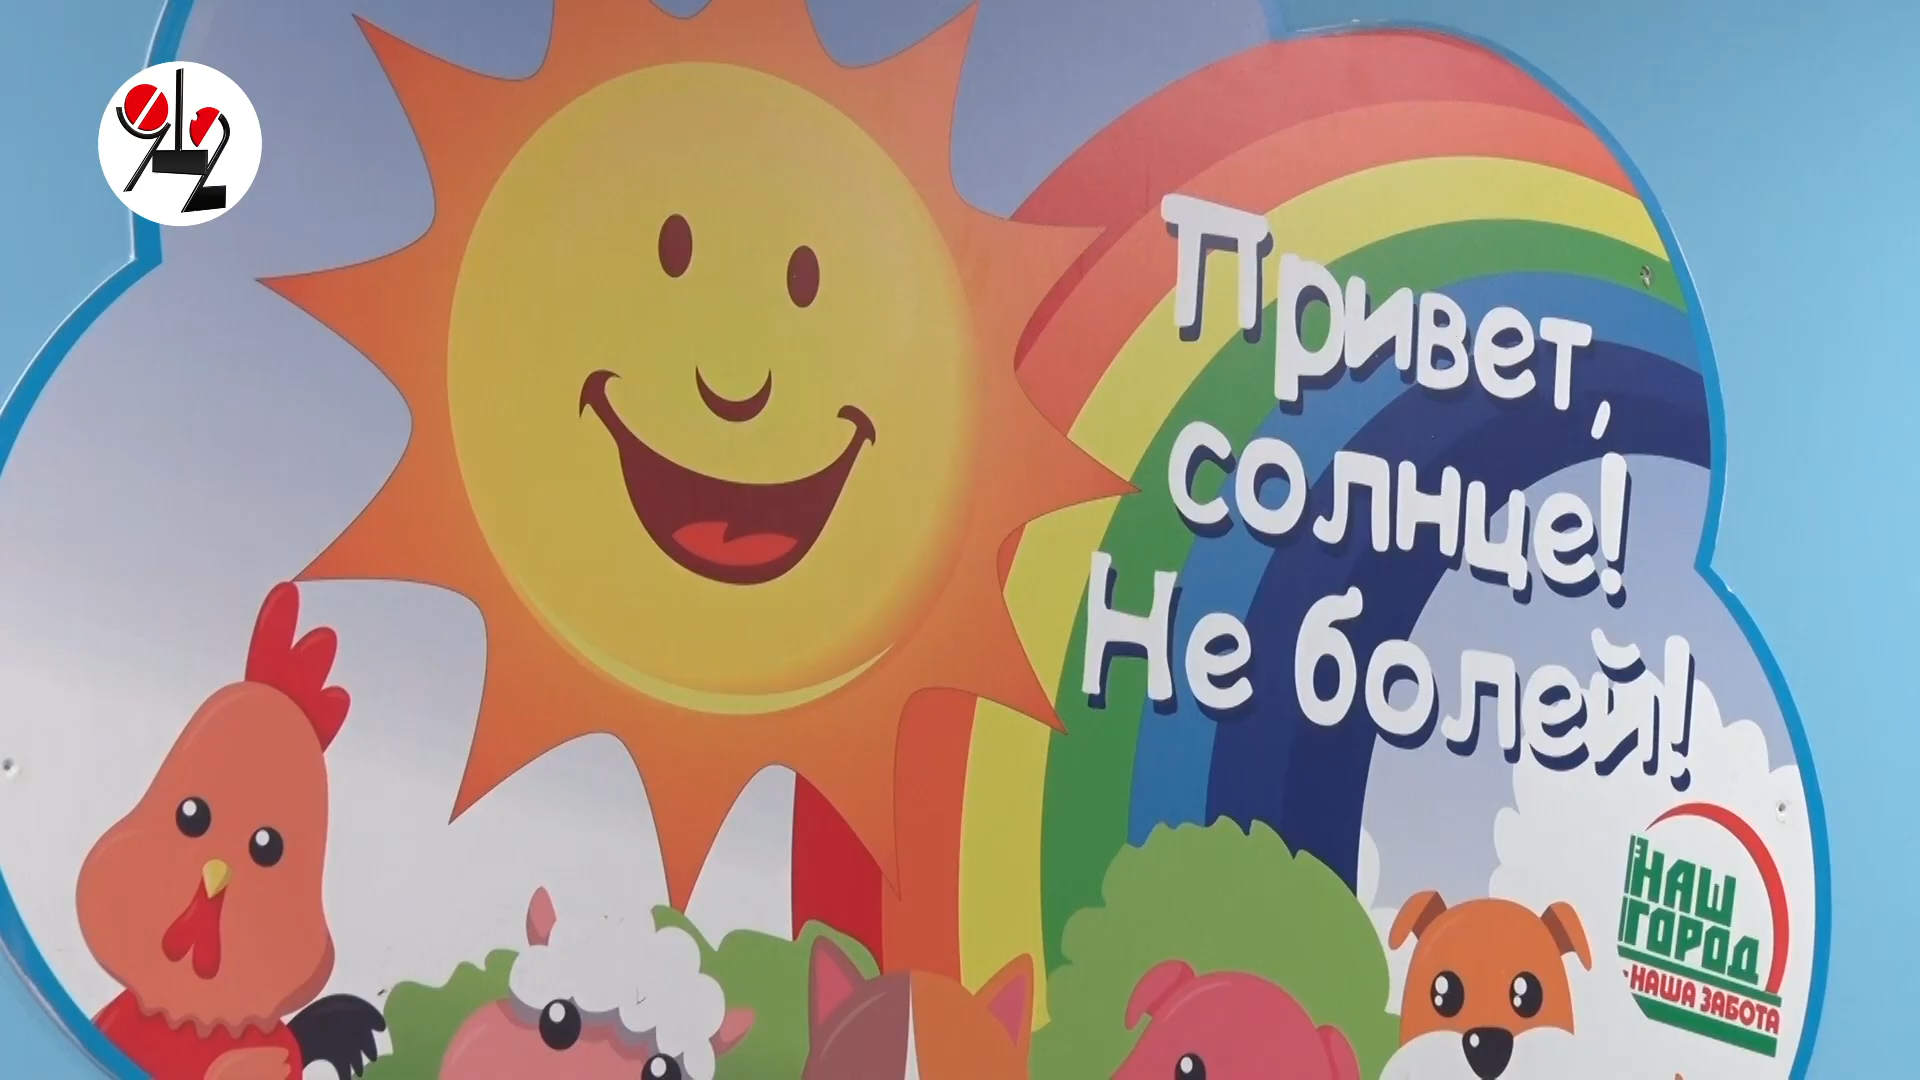 Привет,
солнце!
Не болей!
НАШ
ГОРОД
-НАША ЗАБОТА